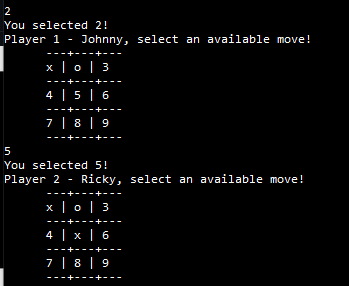 2
You selected 2!
Player 1 - Johnny, select an available move!
---+---+---
x | o | 3
---+---+---
4 | 5 | 6
---+---+---
7 | 8 | 9
---+---+---
5
You selected 5!
Player 2 - Ricky, select an available move!
---+---+---
x | o | 3
---+---+---
4 | x | 6
---+---+---
7 | 8 | 9
---+---+---